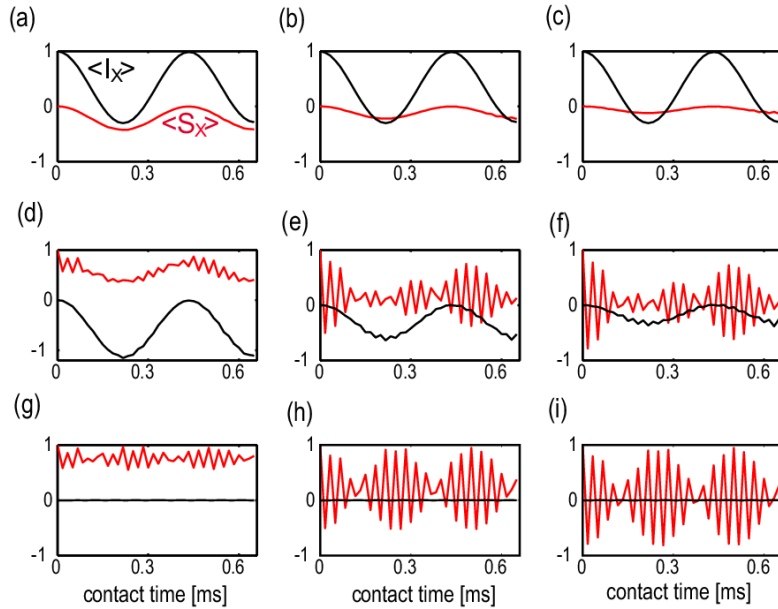 (a) (b) (c)
1 1 1
<I_X>
0 0 0
<S_X>
-1 -1 -1
0 0.3 0.6 0 0.3 0.6 0 0.3 0.6
(d) (e) (f)
1 1 1
0 0 0
-1 -1 -1
0 0.3 0.6 0 0.3 0.6 0 0.3 0.6
(g) (h) (i)
1 1 1
0 0 0
-1 -1 -1
0 0.3 0.6 0 0.3 0.6 0 0.3 0.6
contact time [ms] contact time [ms] contact time [ms]